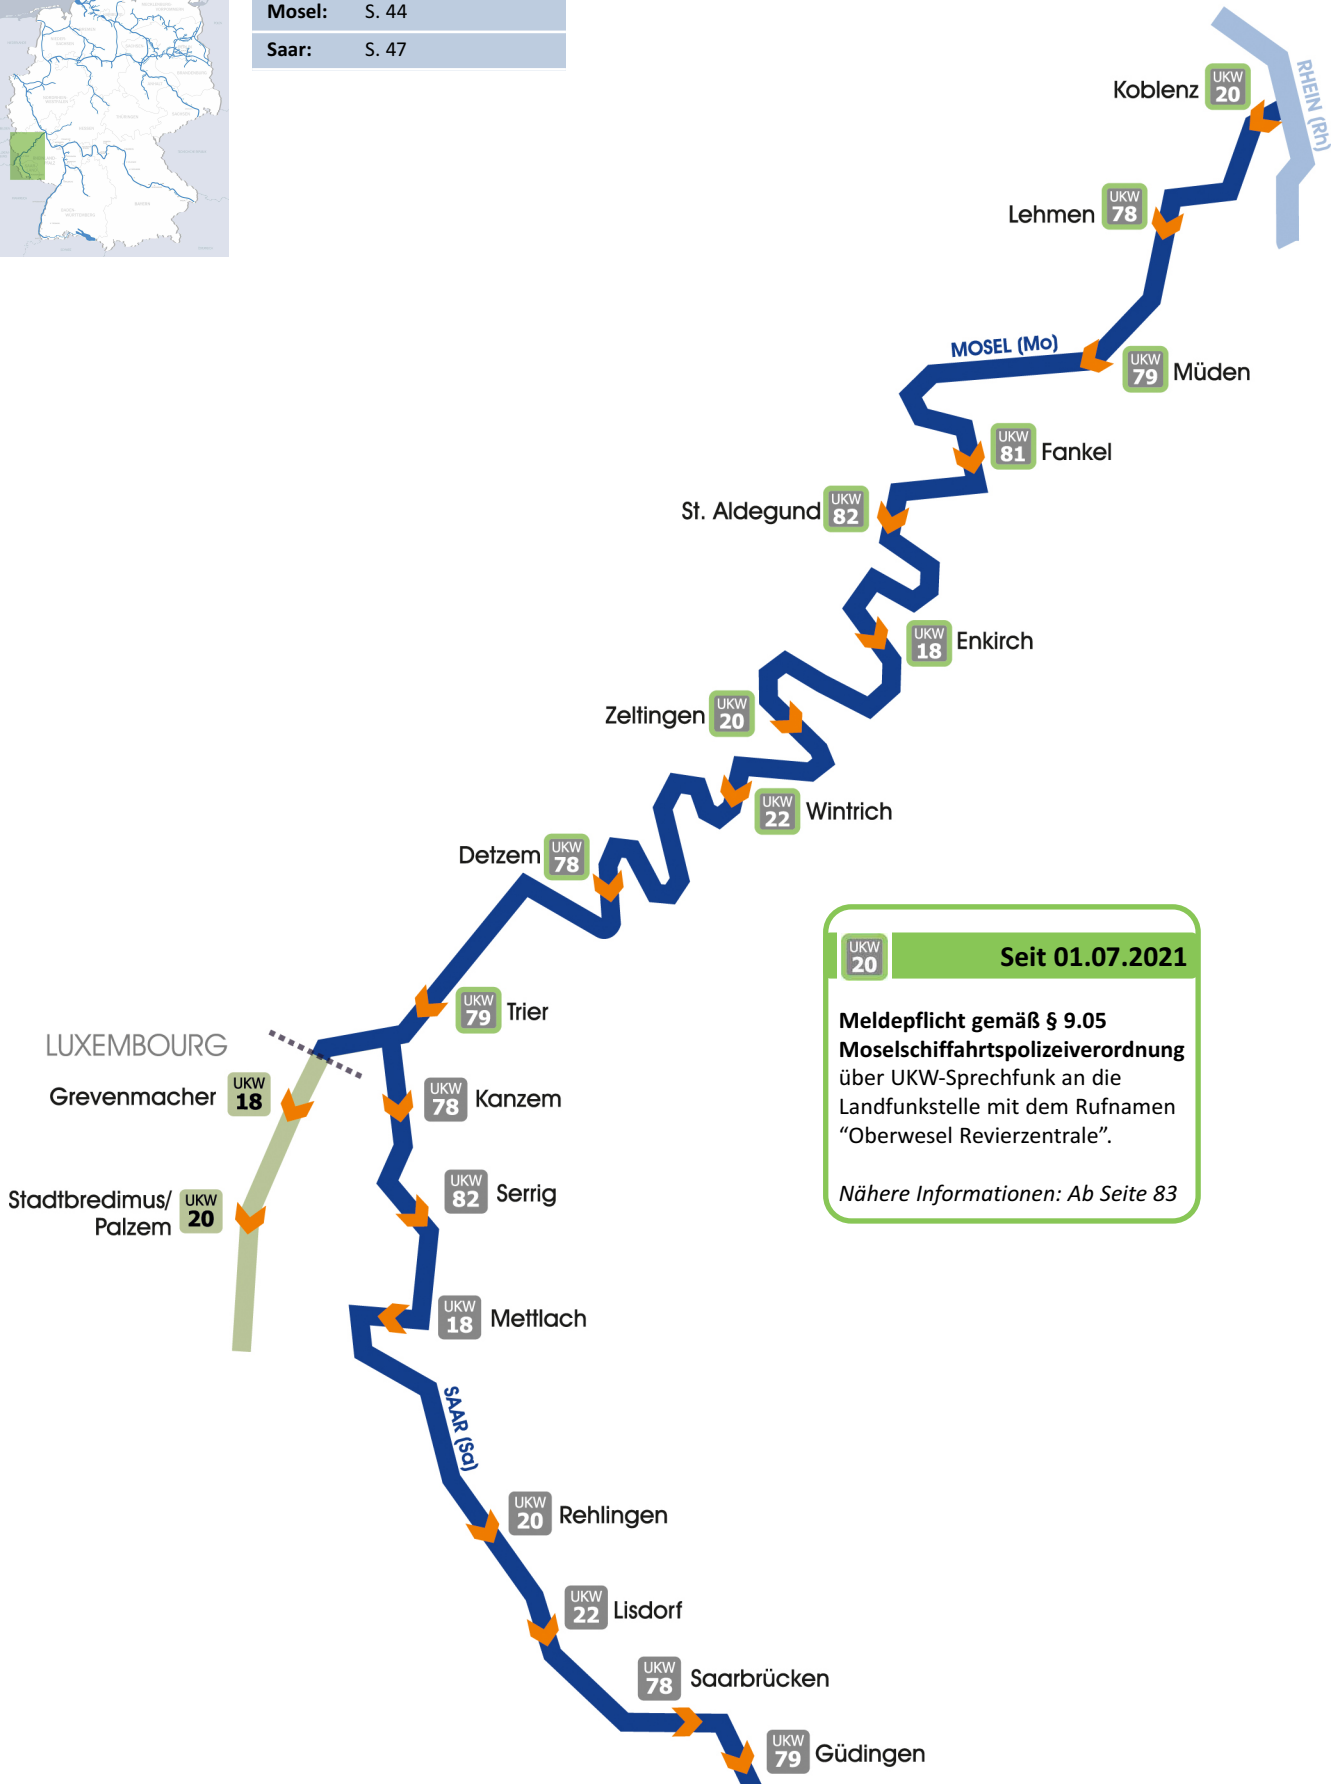 Mosel: S. 44
Saar: S. 47
RHEIN (Rh)
Koblenz UKW 20
Lehmen UKW 78
MOSEL (Mo)
UKW 79 Müden
UKW 81 Fankel
St. Aldegund UKW 82
UKW 18 Enkirch
Zeltingen UKW 20
UKW 22 Wintrich
Detzem UKW 78
UKW 20 Seit 01.07.2021
Meldepflicht gemäß § 9.05
Moselschiffahrtspolizeiverordnung
über UKW-Sprechfunk an die
Landfunkstelle mit dem Rufnamen
“Oberwesel Revierzentrale”.
Nähere Informationen: Ab Seite 83
UKW 79 Trier
LUXEMBOURG
Grevenmacher UKW 18
UKW 78 Kanzem
UKW 82 Serrig
Stadtbredimus/
Palzem UKW 20
UKW 18 Mettlach
SAAR (Sa)
UKW 20 Rehlingen
UKW 22 Lisdorf
UKW 78 Saarbrücken
UKW 79 Güdingen